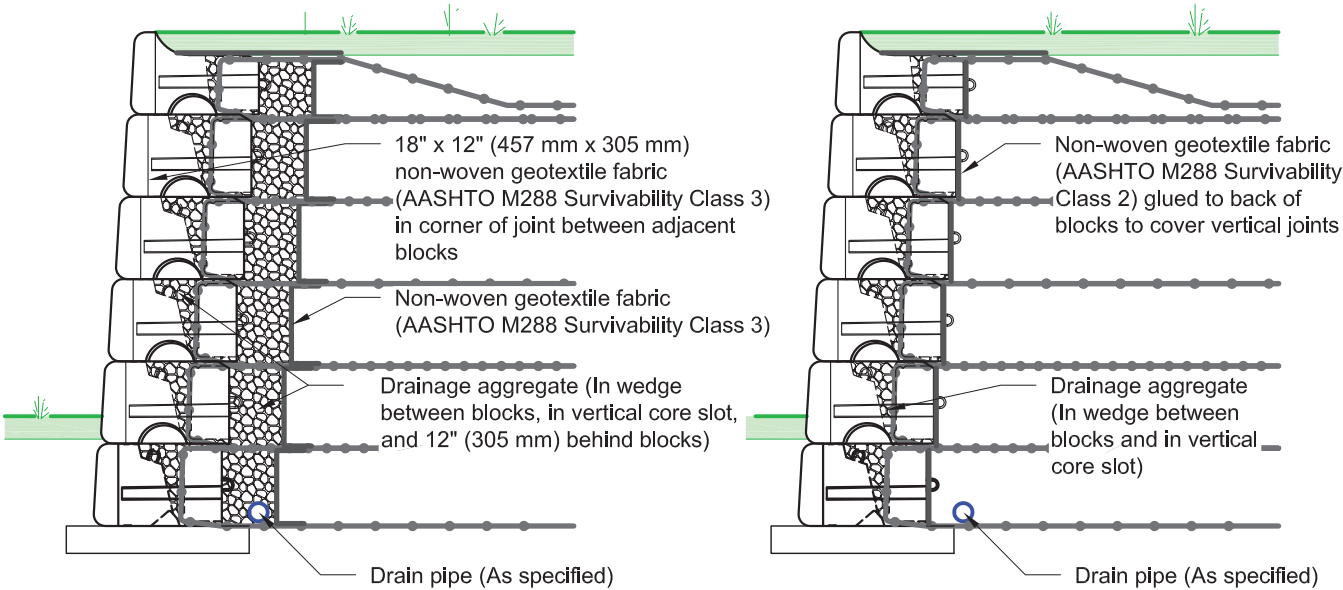 18" x 12" (457 mm x 305 mm)
non-woven geotextile fabric
(AASHTO M288 Survivability Class 3)
in corner of joint between adjacent
blocks
Non-woven geotextile fabric
(AASHTO M288 Survivability Class 3)
Drainage aggregate (In wedge
between blocks, in vertical core slot,
and 12" (305 mm) behind blocks)
Drain pipe (As specified)
Non-woven geotextile fabric
(AASHTO M288 Survivability
Class 2) glued to back of
blocks to cover vertical joints
Drainage aggregate
(In wedge between
blocks and in vertical
core slot)
Drain pipe (As specified)